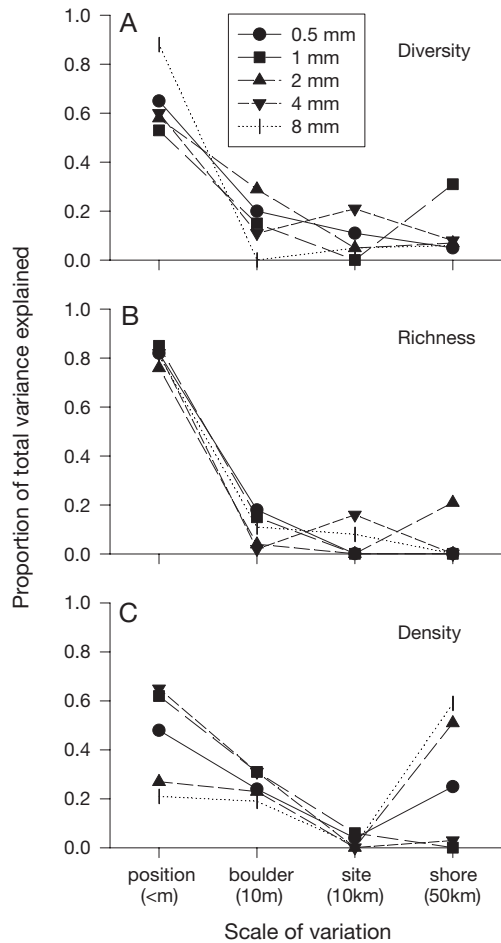 A
0.5 mm
1 mm
2 mm
4 mm
8 mm
Diversity
1.0
0.8
0.6
0.4
0.2
0.0
B
Richness
1.0
0.8
0.6
0.4
0.2
0.0
Proportion of total variance explained
C
Density
1.0
0.8
0.6
0.4
0.2
0.0
position boulder site shore
(<m) (10m) (10km) (50km)
Scale of variation